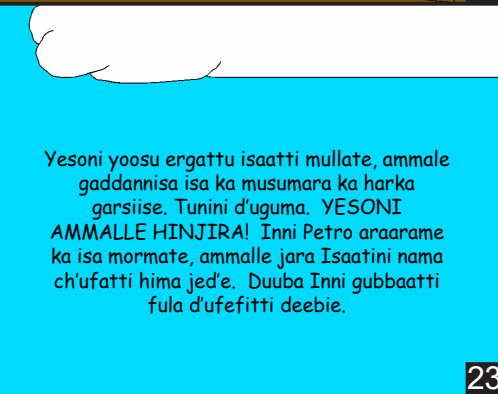 Yesoni yoosu ergattu isaatti mullate, ammale
gaddannisa isa ka musumara ka harka
garsiise. Tunini d'uguma. YESONI
AMMALLE HINJIRA! Inni Petro araarame
ka isa mormate, ammalle jara Isaatini nama
ch'ufatti hima jed'e. Duuba Inni gubbaatti
fula d'ufefitti deebie.
23